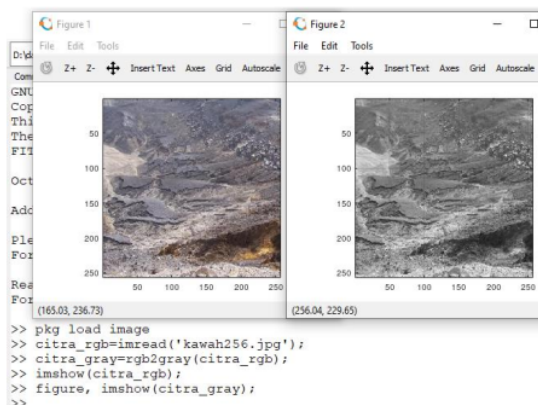 Figure 1
File Edit Tools
Z+ Z- Insert Text Axes Grid Autoscale
50
100
150
200
250
50 100 150 200 250
(165.03, 236.73)
Figure 2
File Edit Tools
Z+ Z- Insert Text Axes Grid Autoscale
50
100
150
200
250
50 100 150 200 250
(256.04, 229.65)
GNU
Cop
Thi
The
FIT
Oct
Add
Ple
For
Rea
For
>> pkg load image
>> citra_rgb=imread('kawah256.jpg');
>> citra_gray=rgb2gray(citra_rgb);
>> imshow(citra_rgb);
>> figure, imshow(citra_gray);
>>